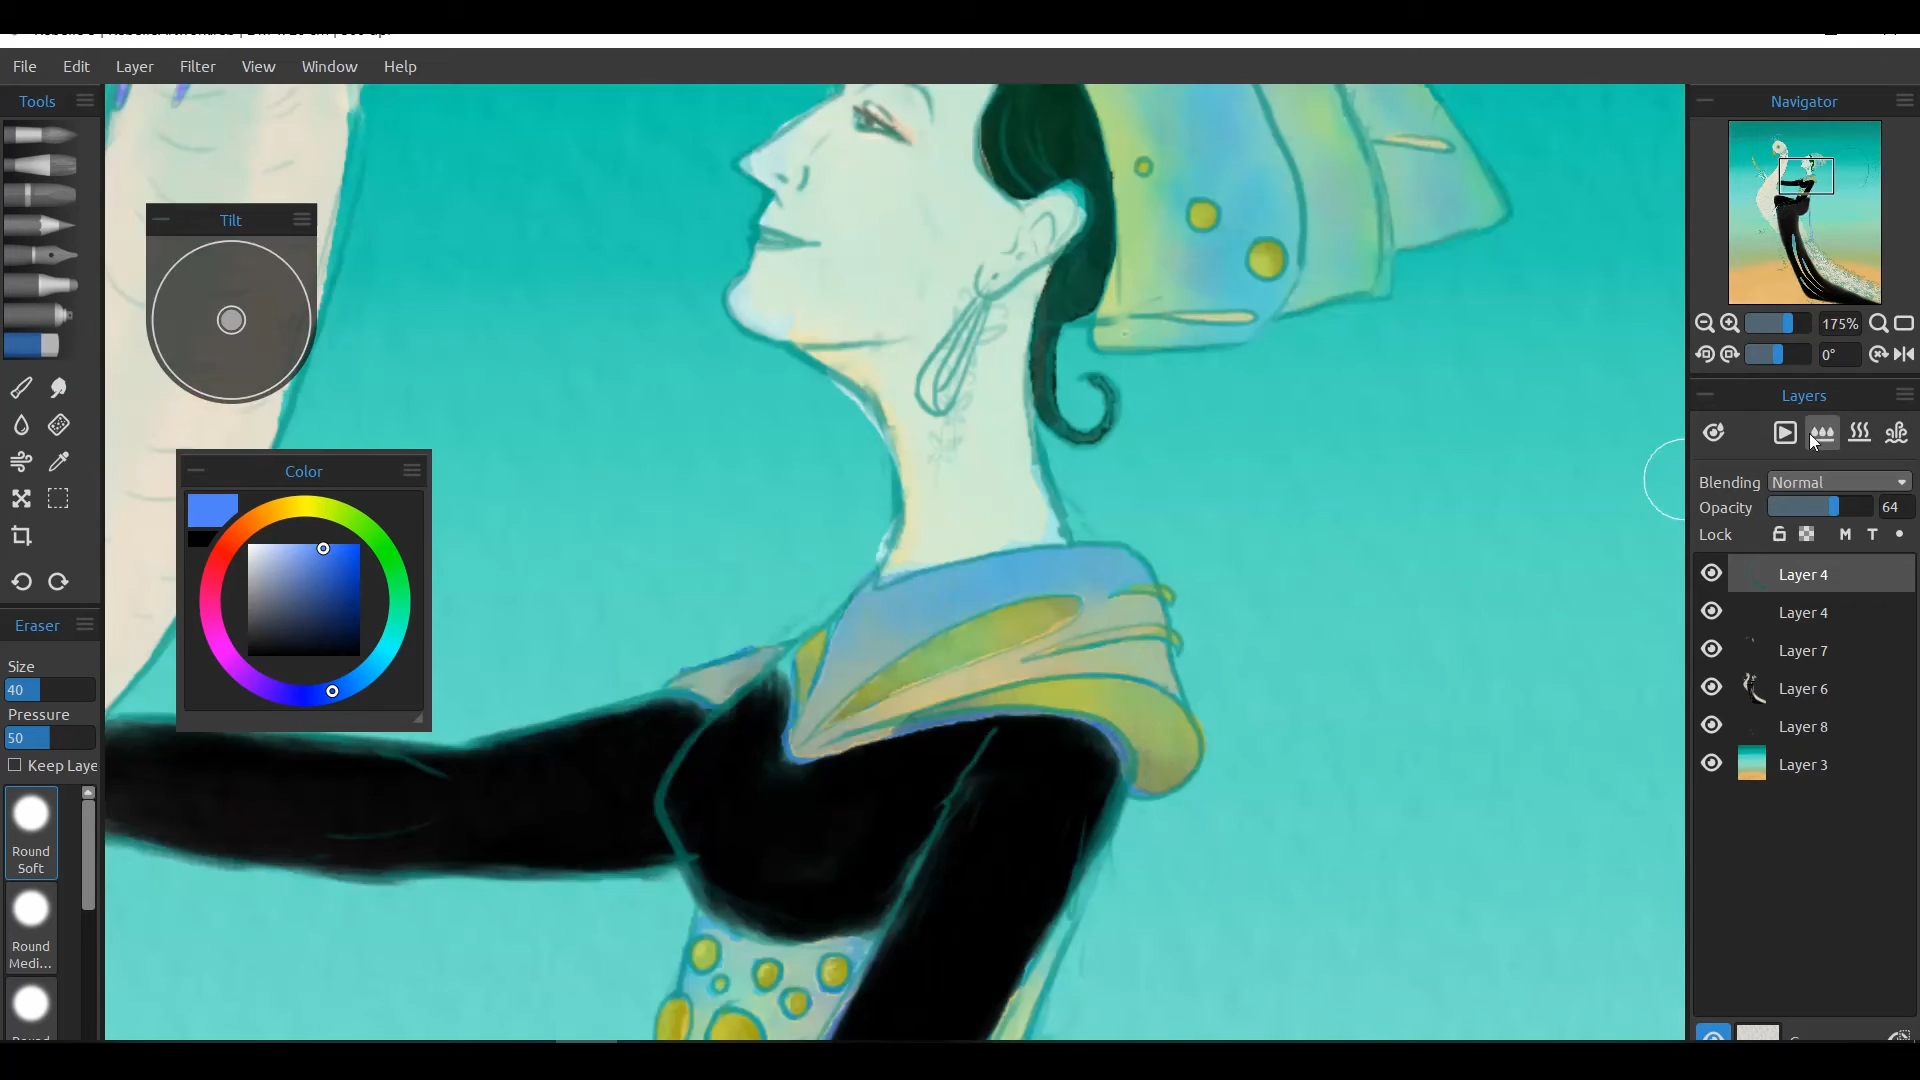 File Edit Layer Filter View Window Help
Tools
Tilt
Color
Eraser
Size
40
Pressure
50
Keep Laye
Round
Soft
Round
Medi...
Round
Navigator
175%
0°
Layers
Blending Normal
Opacity 64
Lock M T
Layer 4
Layer 4
Layer 7
Layer 6
Layer 8
Layer 3